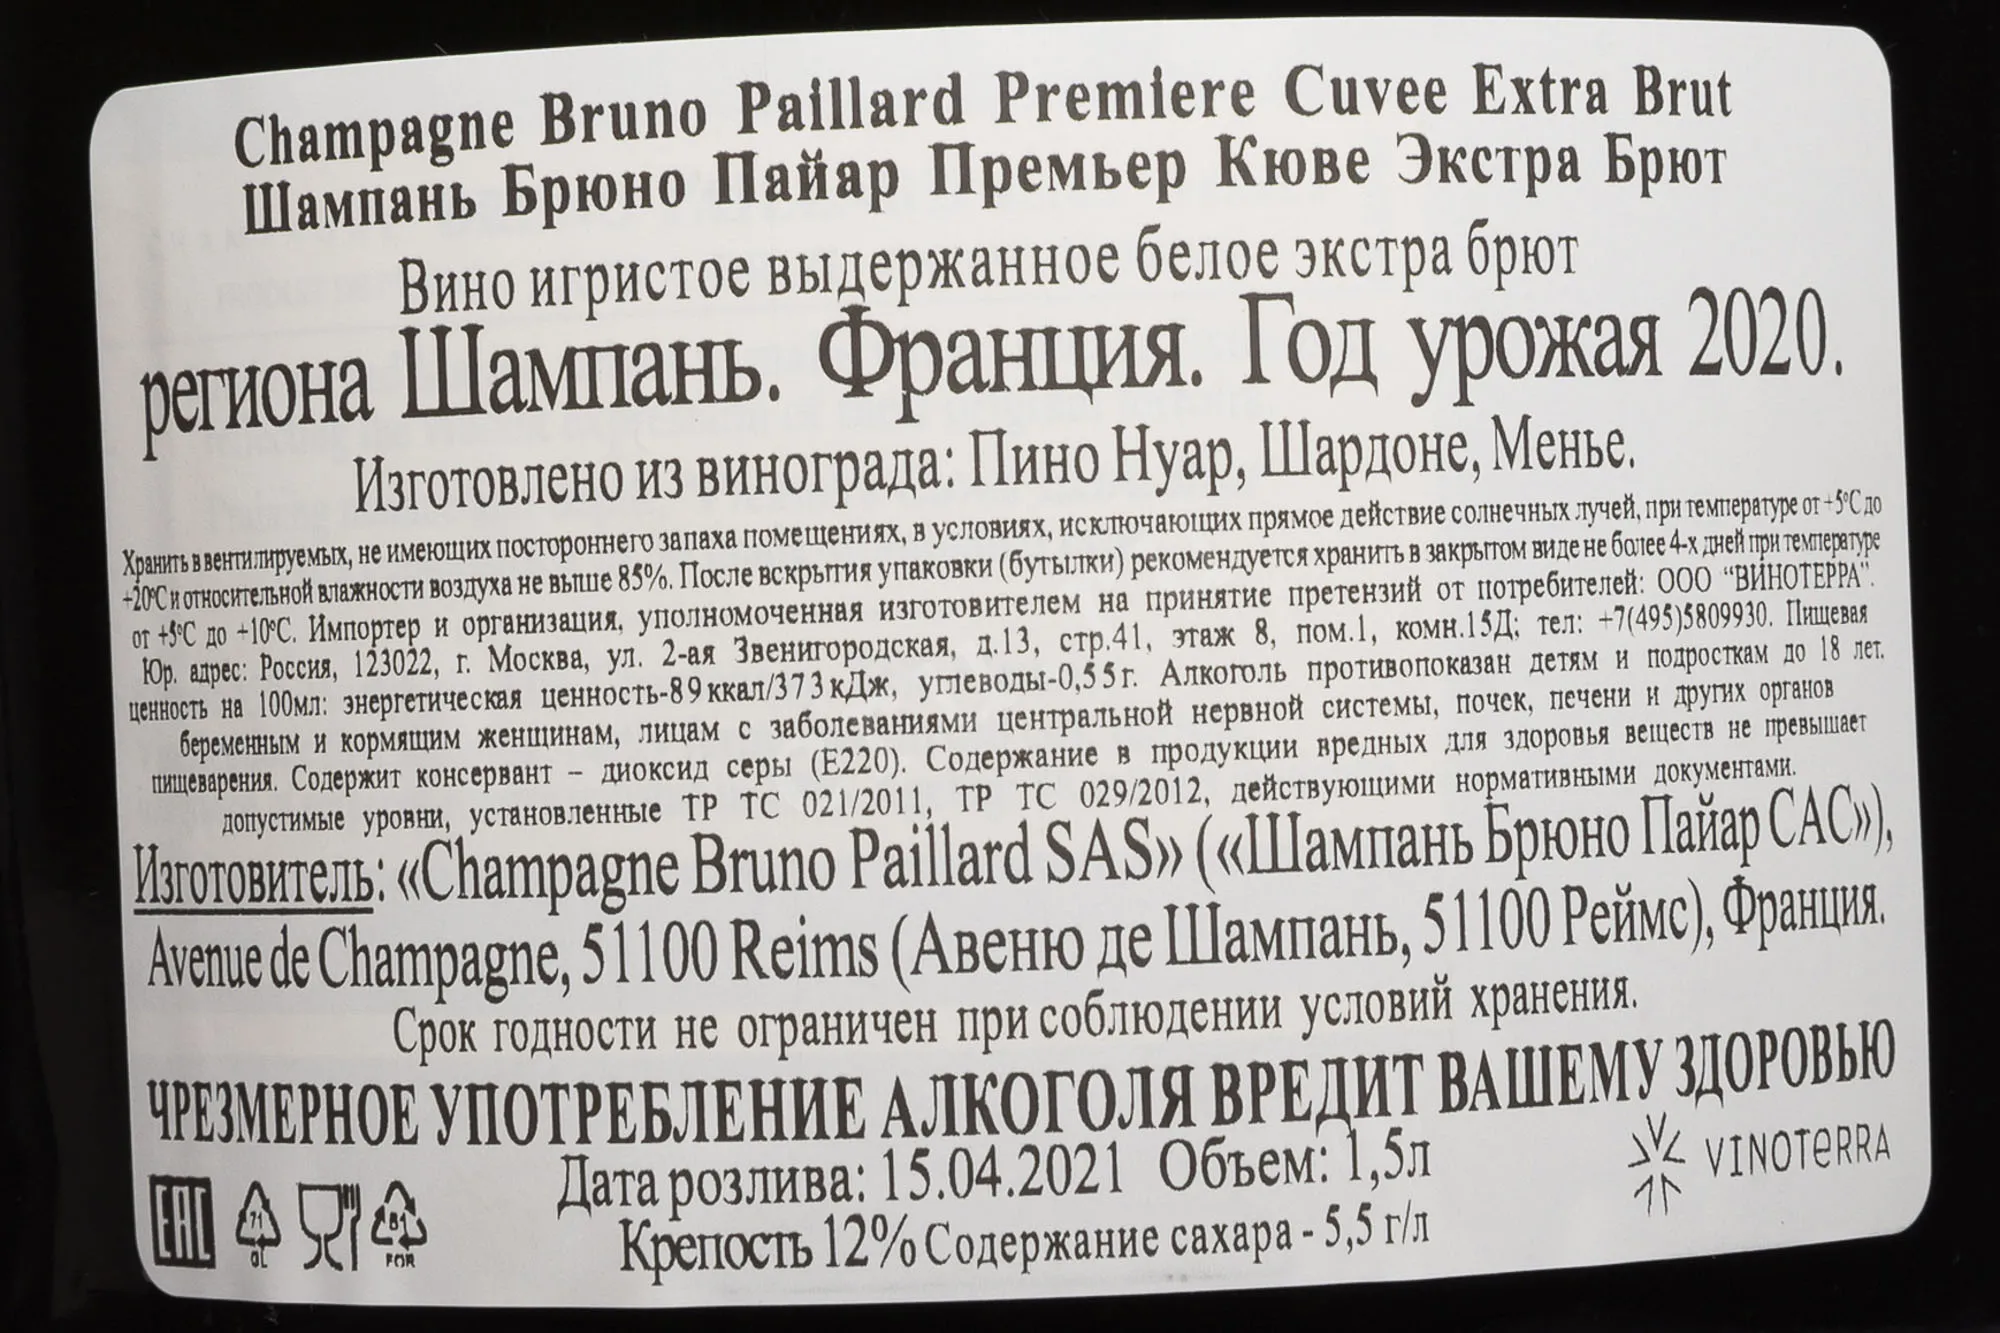 Champagne Bruno Paillard Premiere Cuvee Extra Brut
Шампань Брюно Пайар Премьер Кюве Экстра Брют
Вино игристое выдержанное белое экстра брют
региона Шампань. Франция. Год урожая 2020.
Изготовлено из винограда: Пино Нуар, Шардоне, Менье.
Хранить в вентилируемых, не имеющих постороннего запаха помещениях, в условиях, исключающих прямое действие солнечных лучей, при температуре от +5°C до
+20°C и относительной влажности воздуха не выше 85%. После вскрытия упаковки (бутылки) рекомендуется хранить в закрытом виде не более 4-х дней при температуре
от +5°C до +10°C. Импортер и организация, уполномоченная изготовителем на принятие претензий от потребителей: ООО "ВИНОТЕРРА".
Юр. адрес: Россия, 123022, г. Москва, ул. 2-ая Звенигородская, д.13, стр.41, этаж 8, пом.1, комн.15Д; тел: +7(495)5809930. Пищевая
ценность на 100мл: энергетическая ценность-89 ккал/373 кДж, углеводы-0,55г. Алкоголь противопоказан детям и подросткам до 18 лет.
беременным и кормящим женщинам, лицам с заболеваниями центральной нервной системы, почек, печени и других органов
пищеварения. Содержит консервант – диоксид серы (E220). Содержание в продукции вредных для здоровья веществ не превышает
допустимые уровни, установленные ТР ТС 021/2011, ТР ТС 029/2012, действующими нормативными документами.
Изготовитель: «Champagne Bruno Paillard SAS» («Шампань Брюно Пайар САС»),
Avenue de Champagne, 51100 Reims (Авеню де Шампань, 51100 Реймс), Франция.
Срок годности не ограничен при соблюдении условий хранения.
ЧРЕЗМЕРНОЕ УПОТРЕБЛЕНИЕ АЛКОГОЛЯ ВРЕДИТ ВАШЕМУ ЗДОРОВЬЮ
Дата розлива: 15.04.2021 Объем: 1,5л
VINOTERRA
EAC
71
GL
51
FOR
Крепость 12% Содержание сахара - 5,5 г/л